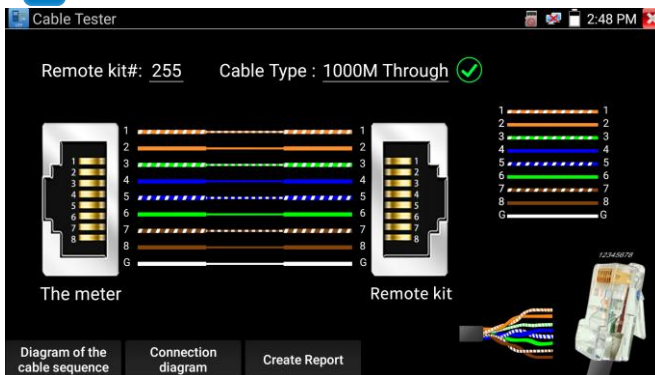 Cable Tester
2:48 PM
Remote kit#: 255
Cable Type : 1000M Through
1 1
2 2
3 3
4 4
5 5
6 6
7 7
8 8
G G
1
2
3
4
5
6
7
8
1 1
2 2
3 3
4 4
5 5
6 6
7 7
8 8
G G
1
2
3
4
5
6
7
8
The meter
Remote kit
12345678
Diagram of the
cable sequence
Connection
diagram
Create Report